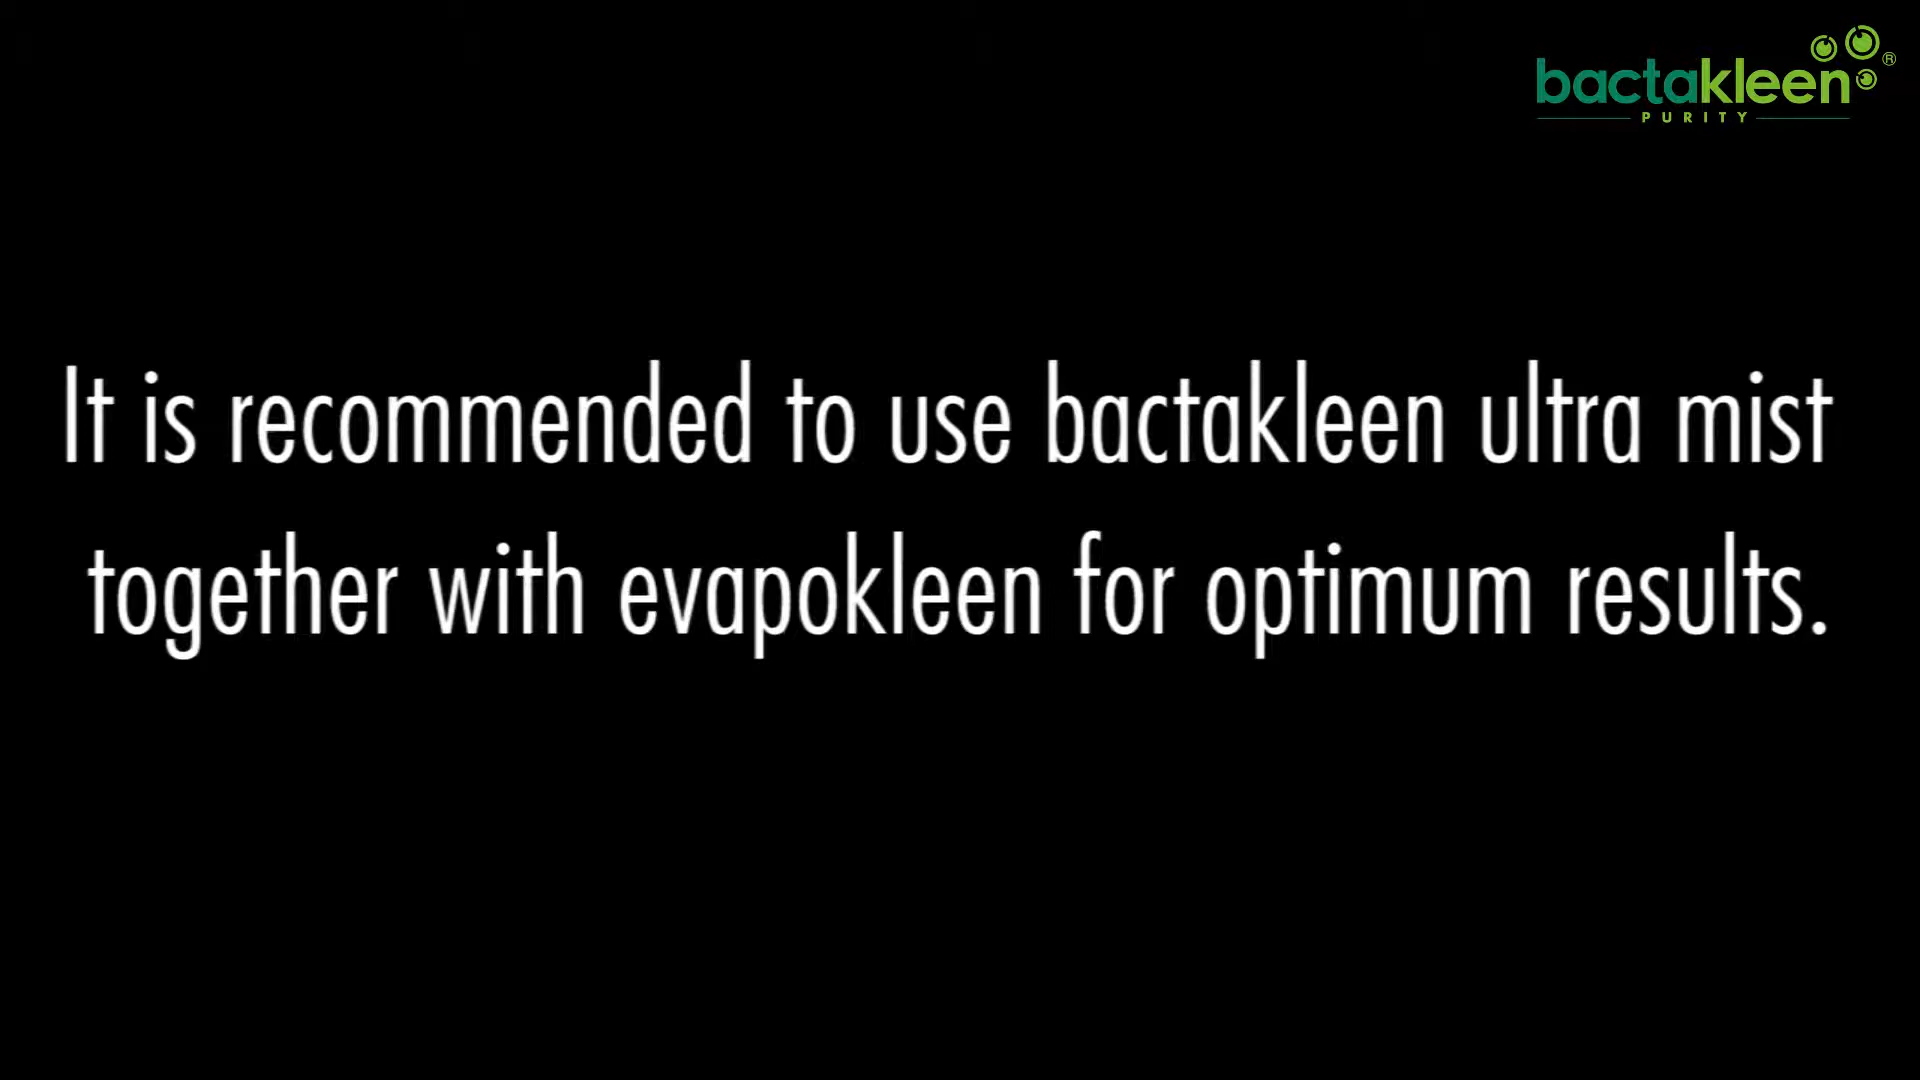 bactakleen®
PURITY
It is recommended to use bactakleen ultra mist
together with evapokleen for optimum results.